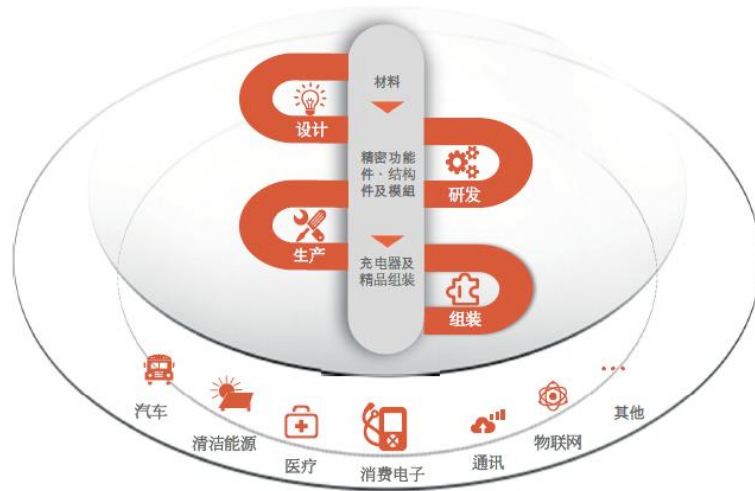 材料
设计
精密功能
件、结构
件及模組
研发
生产
充电器及
精品组装
组装
汽车
清洁能源
医疗
消费电子
通讯
物联网
其他